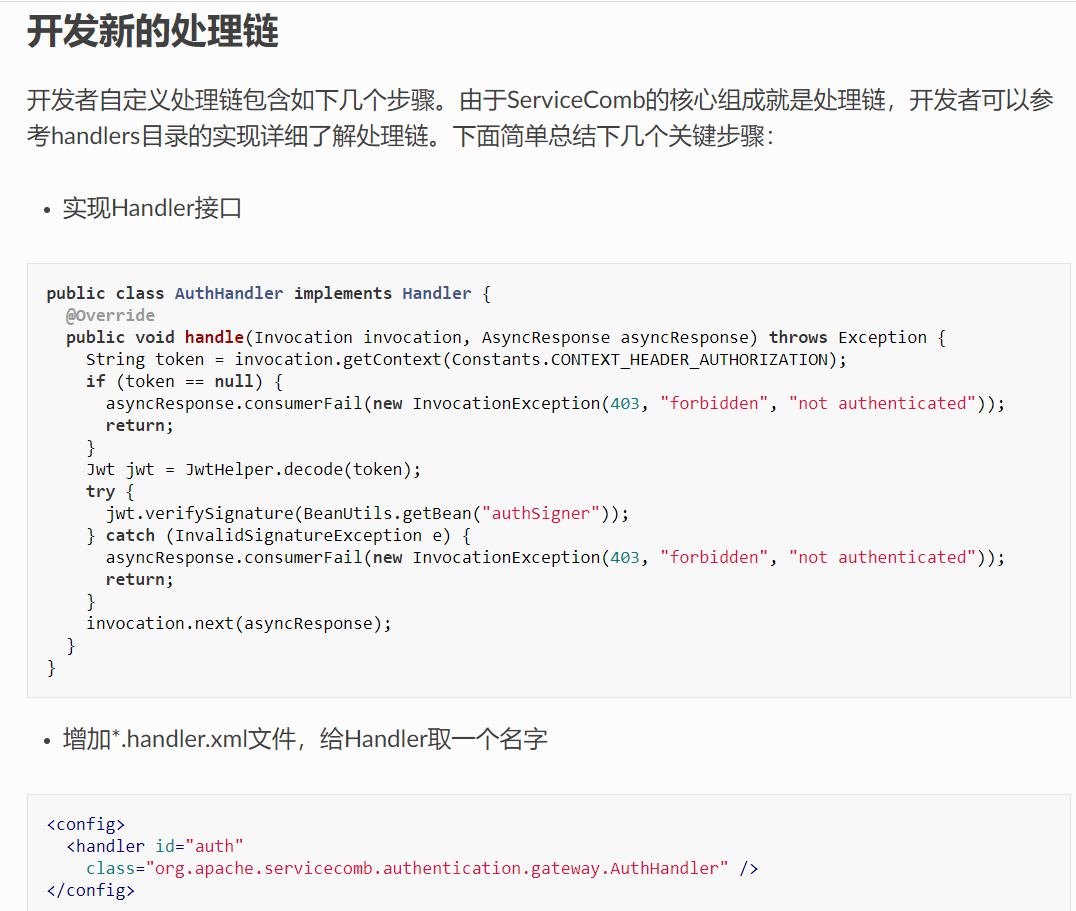 开发新的处理链
开发者自定义处理链包含如下几个步骤。由于ServiceComb的核心组成就是处理链，开发者可以参
考handlers目录的实现详细了解处理链。下面简单总结下几个关键步骤：
• 实现Handler接口
public class AuthHandler implements Handler {
  @Override
  public void handle(Invocation invocation, AsyncResponse asyncResponse) throws Exception {
    String token = invocation.getContext(Constants.CONTEXT_HEADER_AUTHORIZATION);
    if (token == null) {
      asyncResponse.consumerFail(new InvocationException(403, "forbidden", "not authenticated"));
      return;
    }
    Jwt jwt = JwtHelper.decode(token);
    try {
      jwt.verifySignature(BeanUtils.getBean("authSigner"));
    } catch (InvalidSignatureException e) {
      asyncResponse.consumerFail(new InvocationException(403, "forbidden", "not authenticated"));
      return;
    }
    invocation.next(asyncResponse);
  }
}
• 增加*.handler.xml文件，给Handler取一个名字
<config>
  <handler id="auth"
    class="org.apache.servicecomb.authentication.gateway.AuthHandler" />
</config>